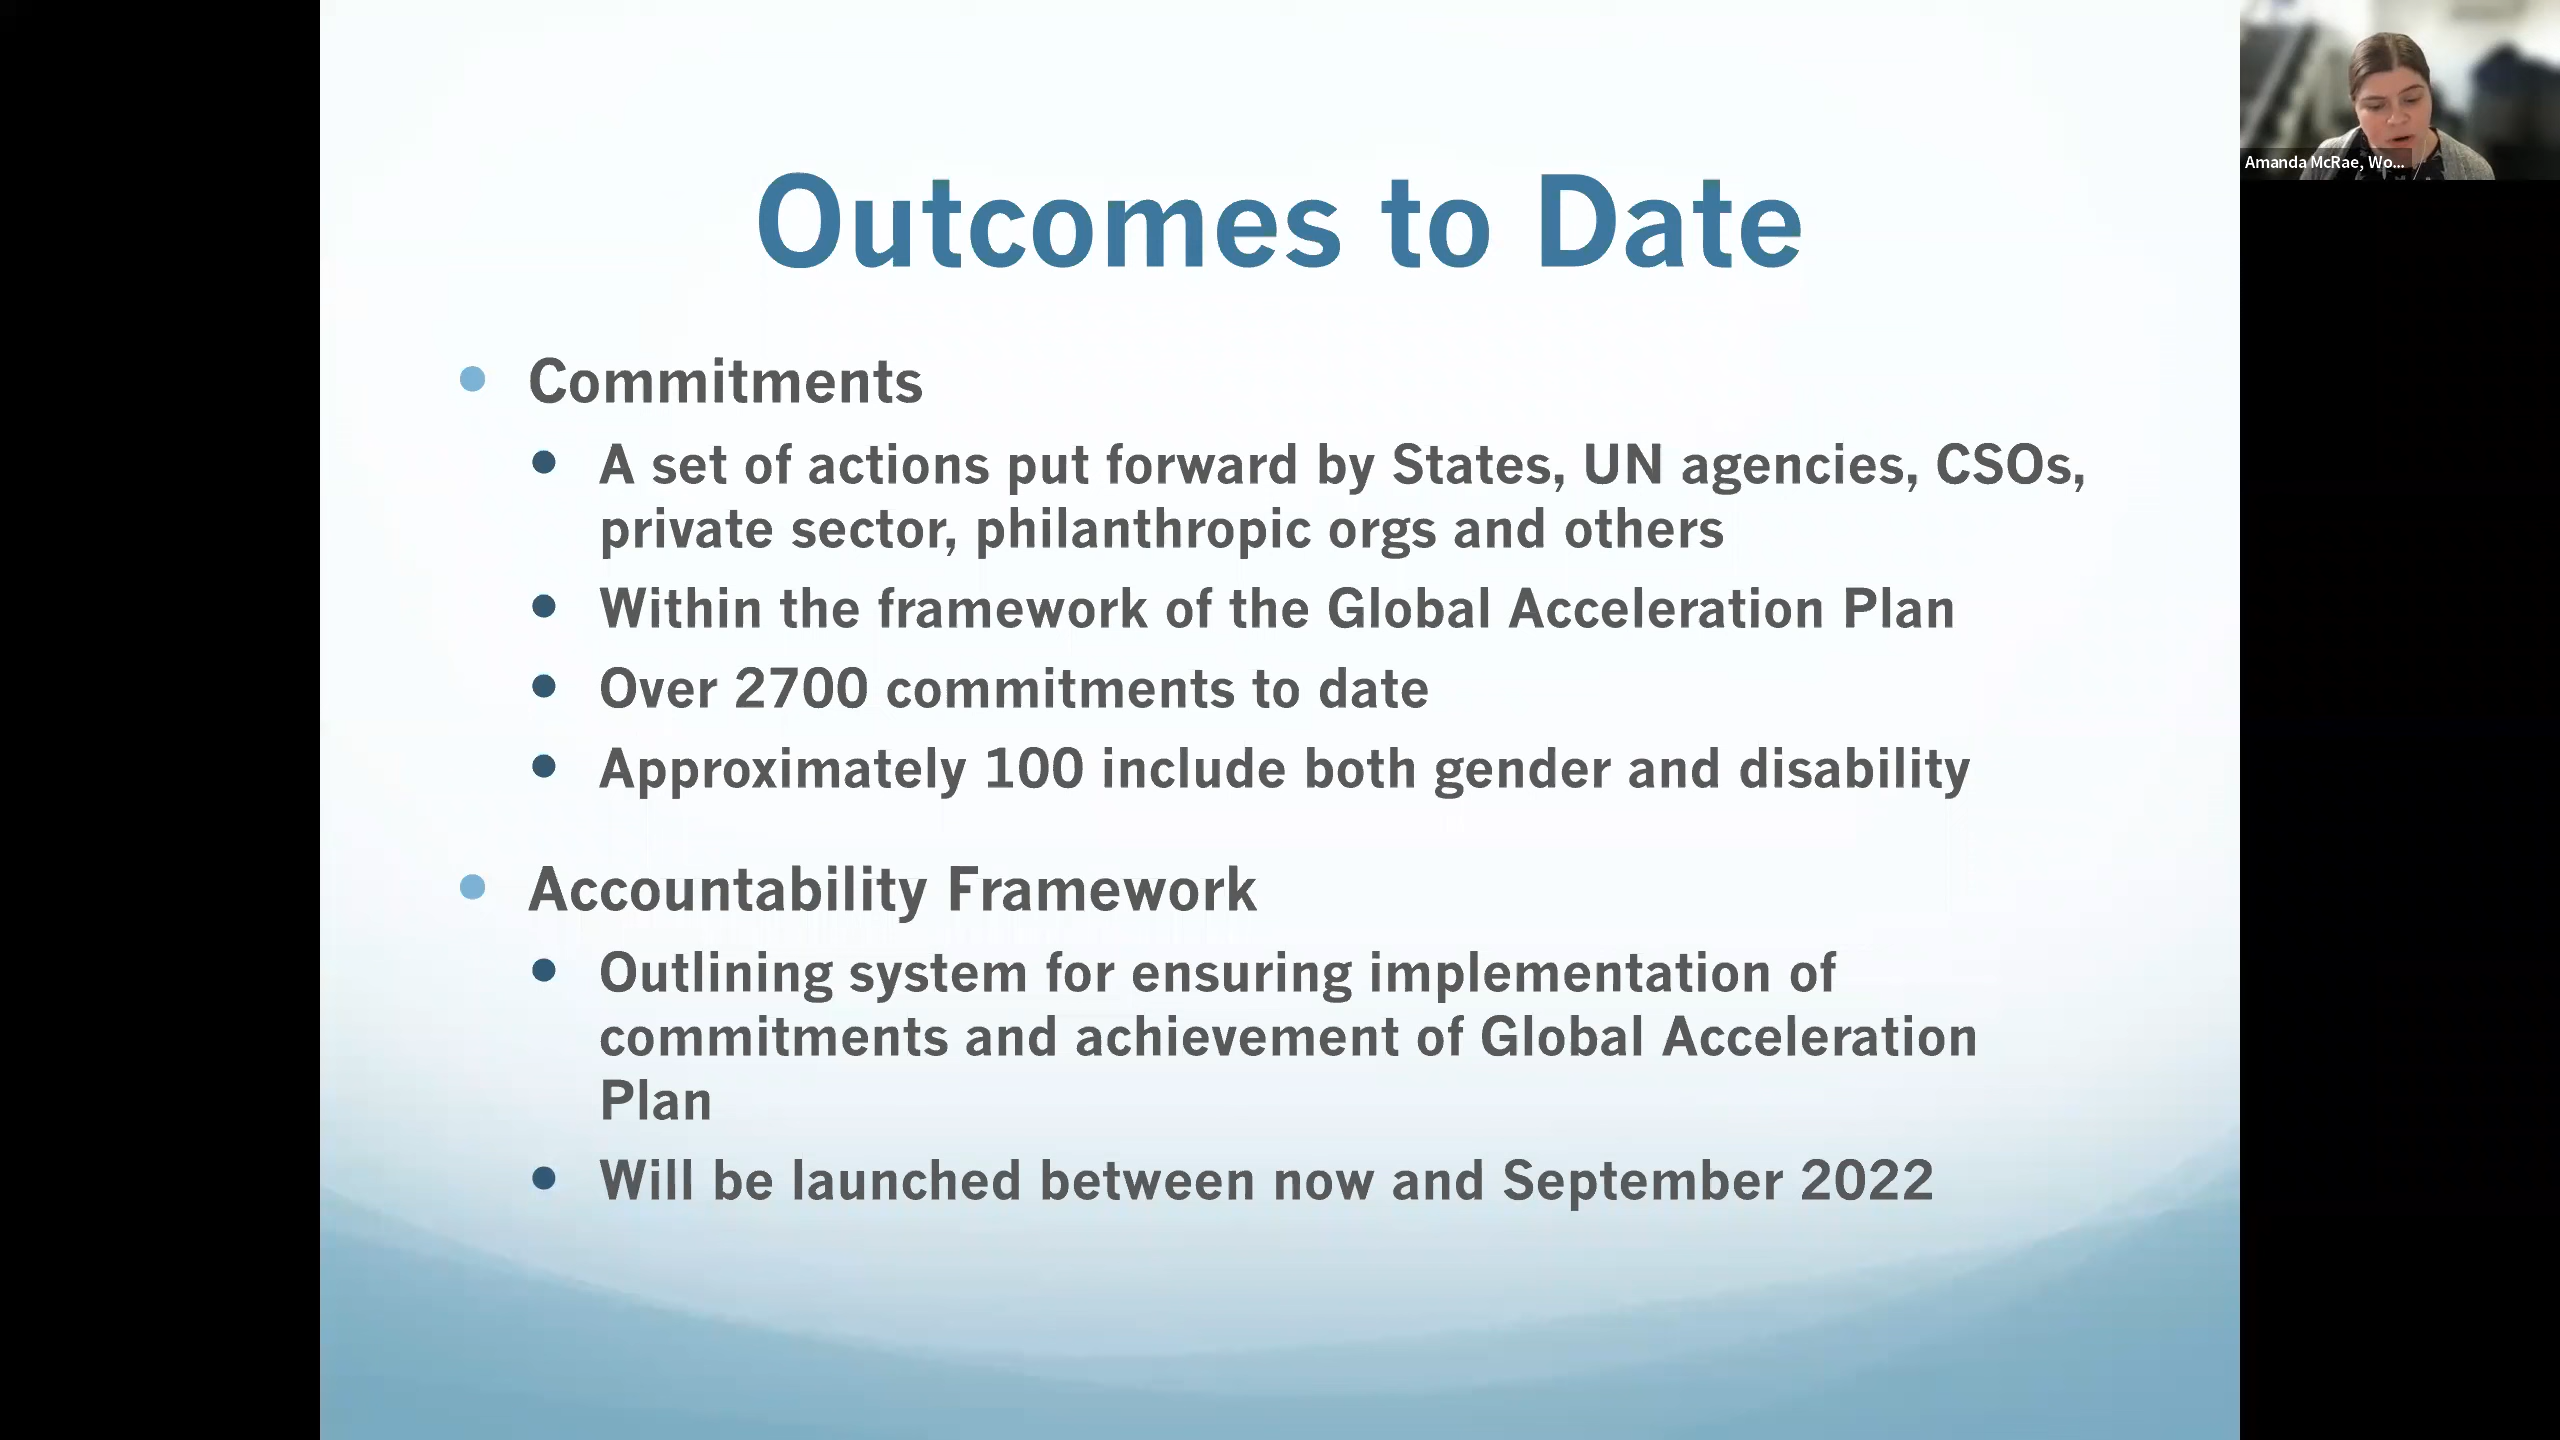 Outcomes to Date
Commitments
A set of actions put forward by States, UN agencies, CSOs,
private sector, philanthropic orgs and others
Within the framework of the Global Acceleration Plan
Over 2700 commitments to date
Approximately 100 include both gender and disability
Accountability Framework
Outlining system for ensuring implementation of
commitments and achievement of Global Acceleration
Plan
Will be launched between now and September 2022
Amanda McRae, Wo...